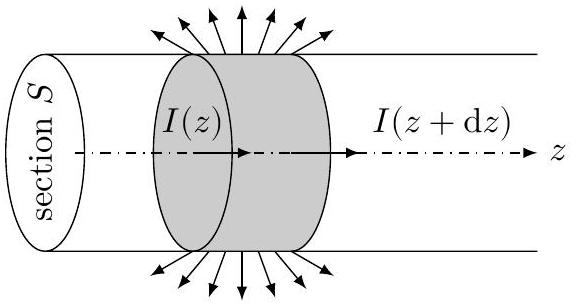 section S
I(z)
I(z + dz)
z